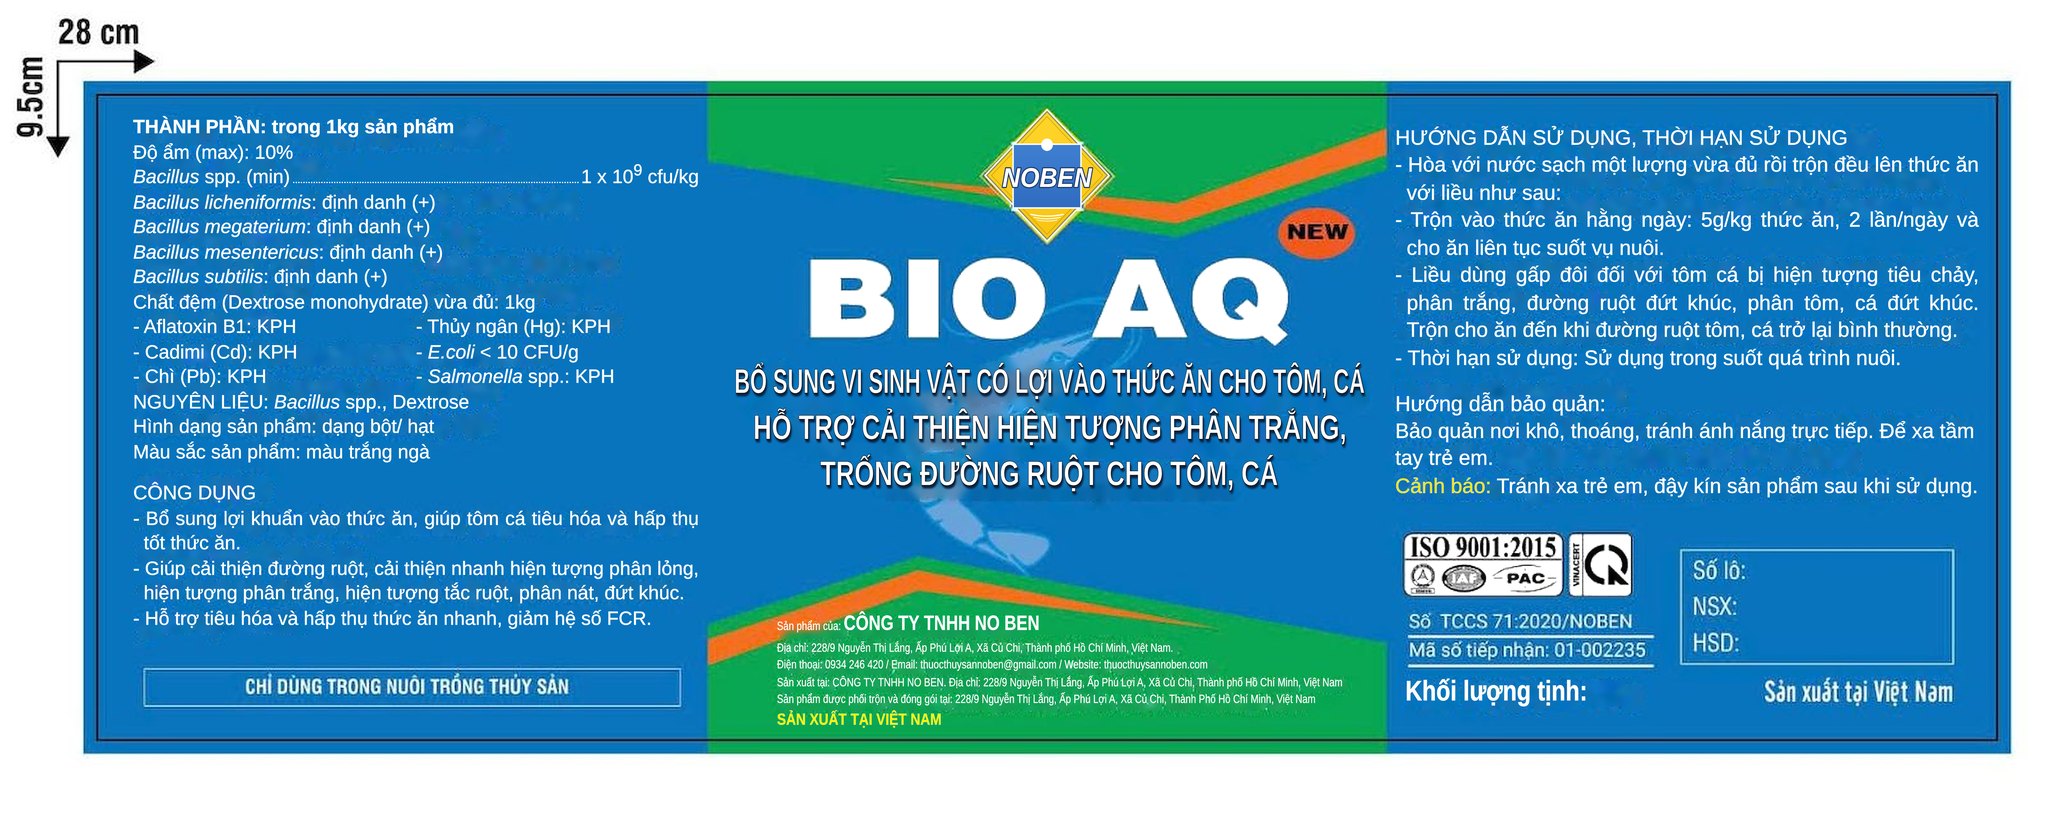 28 cm
9.5cm
THÀNH PHẦN: trong 1kg sản phẩm
Độ ẩm (max): 10%
Bacillus spp. (min) 1 x 10⁹ cfu/kg
Bacillus licheniformis: định danh (+)
Bacillus megaterium: định danh (+)
Bacillus mesentericus: định danh (+)
Bacillus subtilis: định danh (+)
Chất đệm (Dextrose monohydrate) vừa đủ: 1kg
- Aflatoxin B1: KPH - Thủy ngân (Hg): KPH
- Cadimi (Cd): KPH - E.coli < 10 CFU/g
- Chì (Pb): KPH - Salmonella spp.: KPH
NGUYÊN LIỆU: Bacillus spp., Dextrose
Hình dạng sản phẩm: dạng bột/ hạt
Màu sắc sản phẩm: màu trắng ngà
CÔNG DỤNG
- Bổ sung lợi khuẩn vào thức ăn, giúp tôm cá tiêu hóa và hấp thụ
tốt thức ăn.
- Giúp cải thiện đường ruột, cải thiện nhanh hiện tượng phân lỏng,
hiện tượng phân trắng, hiện tượng tắc ruột, phân nát, đứt khúc.
- Hỗ trợ tiêu hóa và hấp thụ thức ăn nhanh, giảm hệ số FCR.
CHỈ DÙNG TRONG NUÔI TRỒNG THỦY SẢN
NOBEN
NEW
BIO AQ
BỔ SUNG VI SINH VẬT CÓ LỢI VÀO THỨC ĂN CHO TÔM, CÁ
HỖ TRỢ CẢI THIỆN HIỆN TƯỢNG PHÂN TRẮNG,
TRỐNG ĐƯỜNG RUỘT CHO TÔM, CÁ
Sản phẩm của: CÔNG TY TNHH NO BEN
Địa chỉ: 228/9 Nguyễn Thị Lắng, Ấp Phú Lợi A, Xã Củ Chi, Thành phố Hồ Chí Minh, Việt Nam.
Điện thoại: 0934 246 420 / Email: thuocthuysannoben@gmail.com / Website: thuocthuysannoben.com
Sản xuất tại: CÔNG TY TNHH NO BEN. Địa chỉ: 228/9 Nguyễn Thị Lắng, Ấp Phú Lợi A, Xã Củ Chi, Thành phố Hồ Chí Minh, Việt Nam
Sản phẩm được phối trộn và đóng gói tại: 228/9 Nguyễn Thị Lắng, Ấp Phú Lợi A, Xã Củ Chi, Thành Phố Hồ Chí Minh, Việt Nam
SẢN XUẤT TẠI VIỆT NAM
HƯỚNG DẪN SỬ DỤNG, THỜI HẠN SỬ DỤNG
- Hòa với nước sạch một lượng vừa đủ rồi trộn đều lên thức ăn
với liều như sau:
- Trộn vào thức ăn hằng ngày: 5g/kg thức ăn, 2 lần/ngày và
cho ăn liên tục suốt vụ nuôi.
- Liều dùng gấp đôi đối với tôm cá bị hiện tượng tiêu chảy,
phân trắng, đường ruột đứt khúc, phân tôm, cá đứt khúc.
Trộn cho ăn đến khi đường ruột tôm, cá trở lại bình thường.
- Thời hạn sử dụng: Sử dụng trong suốt quá trình nuôi.
Hướng dẫn bảo quản:
Bảo quản nơi khô, thoáng, tránh ánh nắng trực tiếp. Để xa tầm
tay trẻ em.
Cảnh báo: Tránh xa trẻ em, đậy kín sản phẩm sau khi sử dụng.
ISO 9001:2015
IAF
PAC
VINACERT
Số TCCS 71:2020/NOBEN
Mã số tiếp nhận: 01-002235
Khối lượng tịnh:
Số lô:
NSX:
HSD:
Sản xuất tại Việt Nam